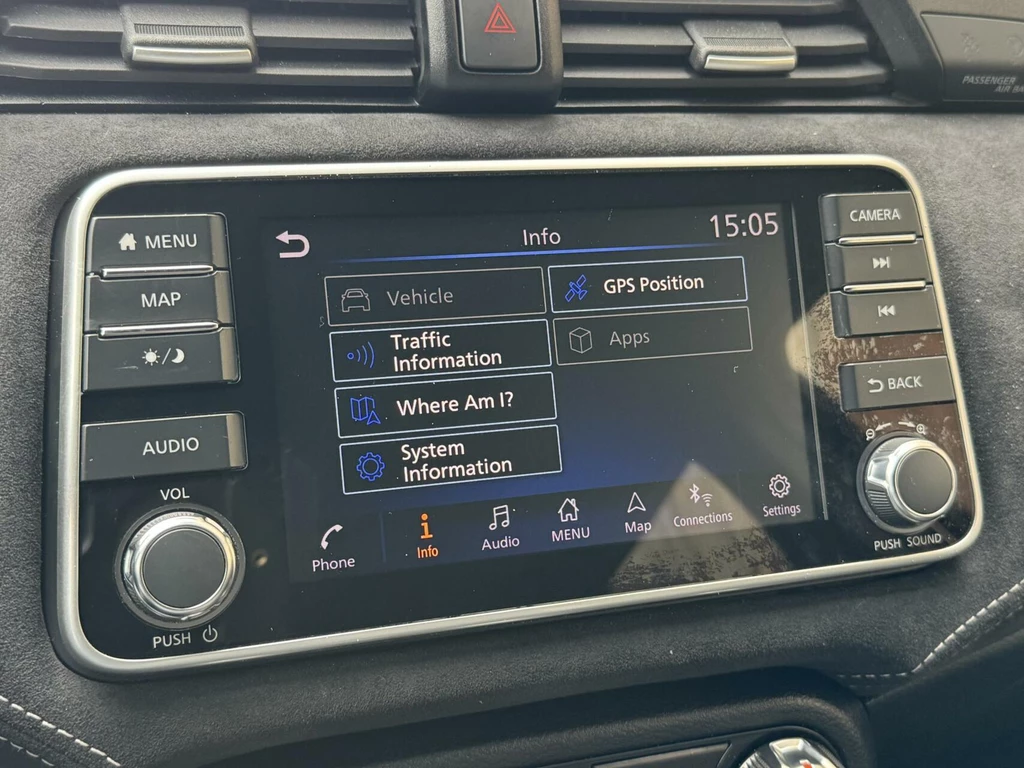 PASSENGER
AIR BA
MENU
MAP
AUDIO
VOL
PUSH
Info
15:05
Vehicle
GPS Position
Traffic
Information
Apps
Where Am I?
System
Information
Phone
Info
Audio
MENU
Map
Connections
Settings
CAMERA
BACK
PUSH SOUND